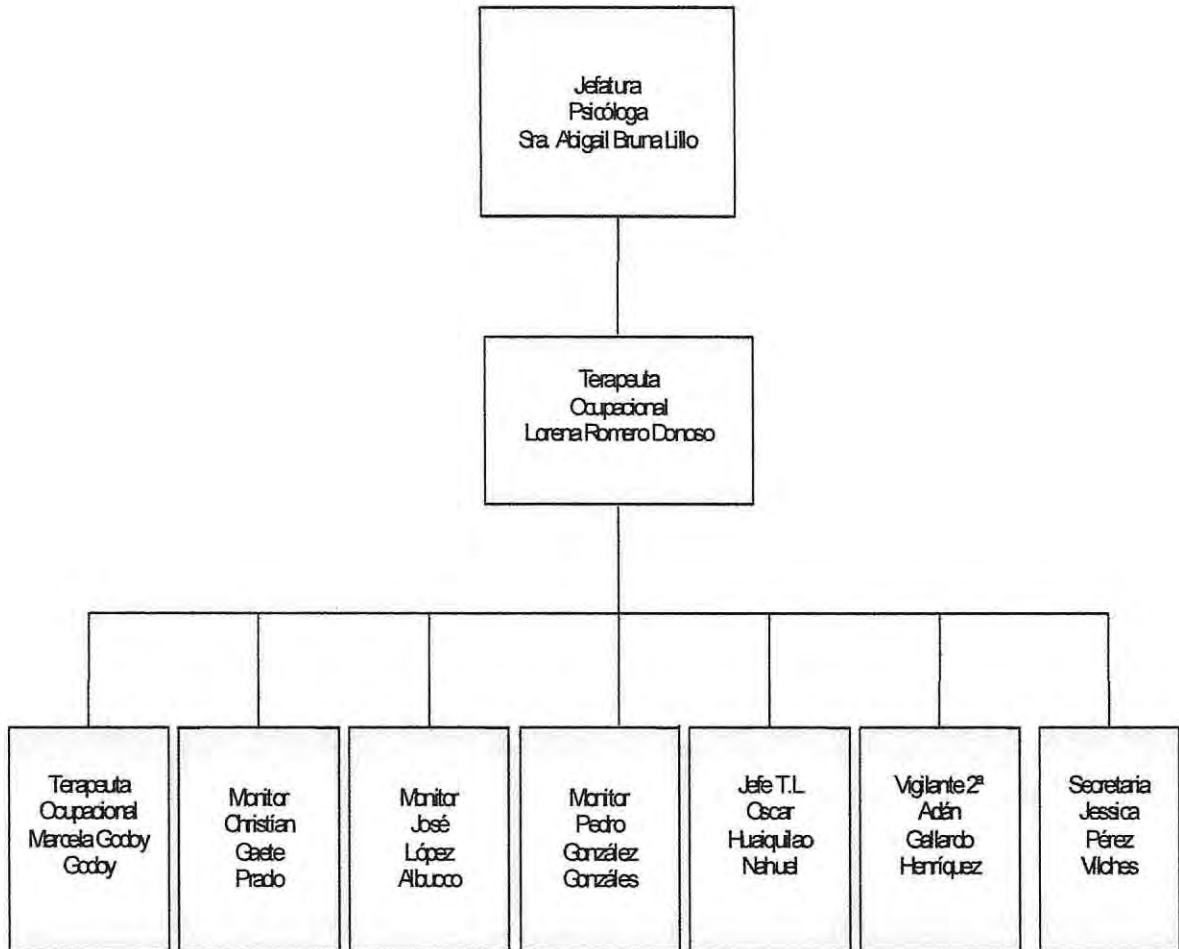 Jefatura
Psicóloga
Sra. Abigail Bruna Lillo
Terapeuta
Ocupacional
Lorena Romero Donoso
Terapeuta
Ocupacional
Marcela Godoy
Godoy
Monitor
Christían
Gaete
Prado
Monitor
José
López
Albucco
Monitor
Pedro
González
Gonzáles
Jefe T.L
Oscar
Huaiquilao
Nahuel
Vigilante 2ª
Adán
Gallardo
Henríquez
Secretaria
Jessica
Pérez
Vilches